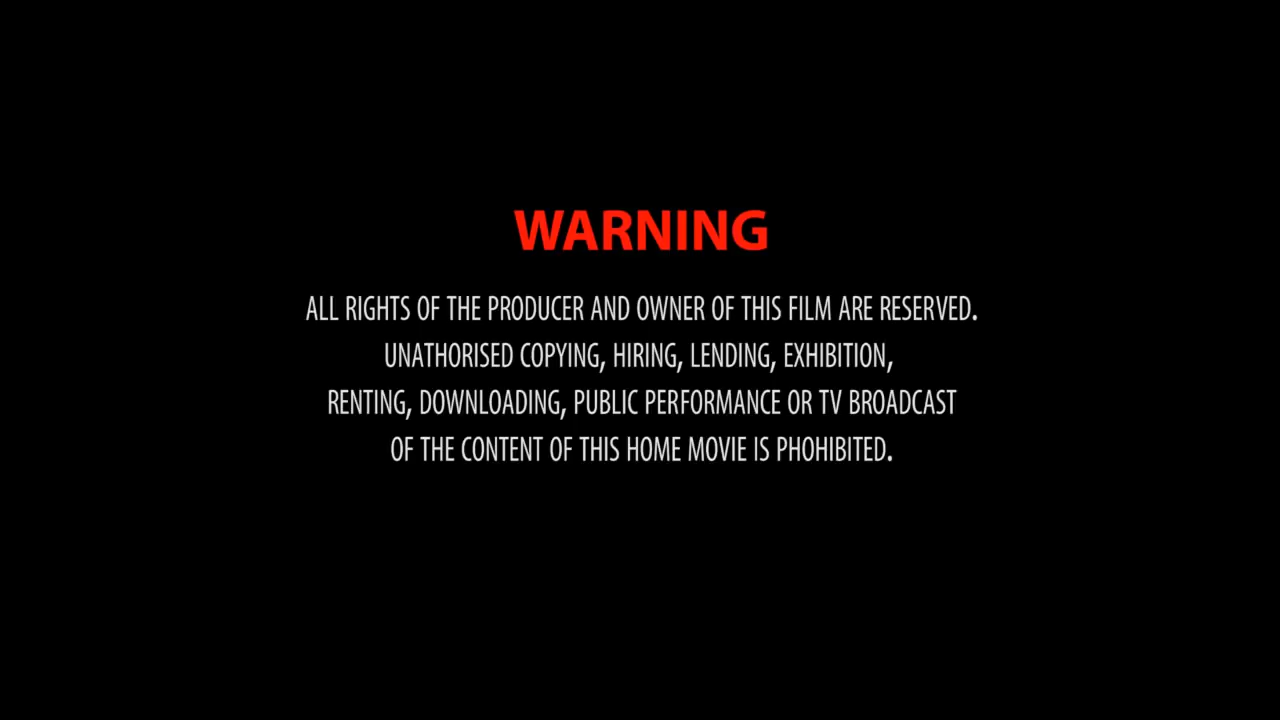 WARNING
ALL RIGHTS OF THE PRODUCER AND OWNER OF THIS FILM ARE RESERVED.
UNATHORISED COPYING, HIRING, LENDING, EXHIBITION,
RENTING, DOWNLOADING, PUBLIC PERFORMANCE OR TV BROADCAST
OF THE CONTENT OF THIS HOME MOVIE IS PHOHIBITED.